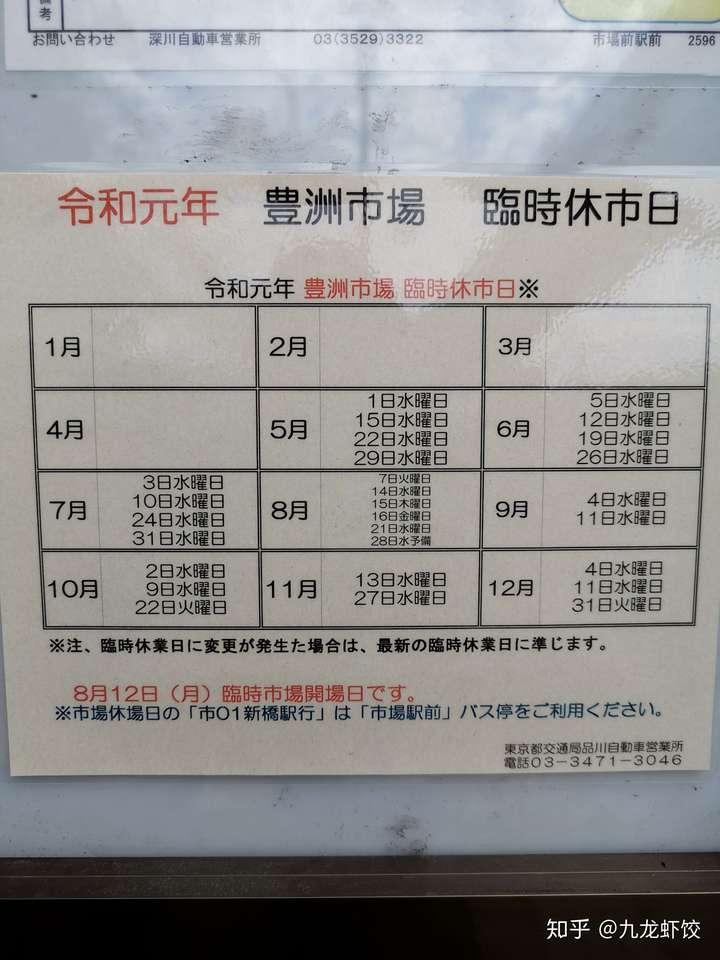 備考
お問い合わせ 深川自動車営業所 03(3529)3322 市場前駅前 2596
令和元年 豊洲市場 臨時休市日
令和元年 豊洲市場 臨時休市日※
1月 2月 3月
4月
5月
1日水曜日
15日水曜日
22日水曜日
29日水曜日
6月
5日水曜日
12日水曜日
19日水曜日
26日水曜日
7月
3日水曜日
10日水曜日
24日水曜日
31日水曜日
8月
7日火曜日
14日水曜日
15日木曜日
16日金曜日
21日水曜日
28日水予備
9月
4日水曜日
11日水曜日
10月
2日水曜日
9日水曜日
22日火曜日
11月
13日水曜日
27日水曜日
12月
4日水曜日
11日水曜日
31日火曜日
※注、臨時休業日に変更が発生した場合は、最新の臨時休業日に準じます。
8月12日（月）臨時市場開場日です。
※市場休場日の「市01新橋駅行」は「市場駅前」バス停をご利用ください。
東京都交通局品川自動車営業所
電話03－3471－3046
知乎 @九龙虾饺